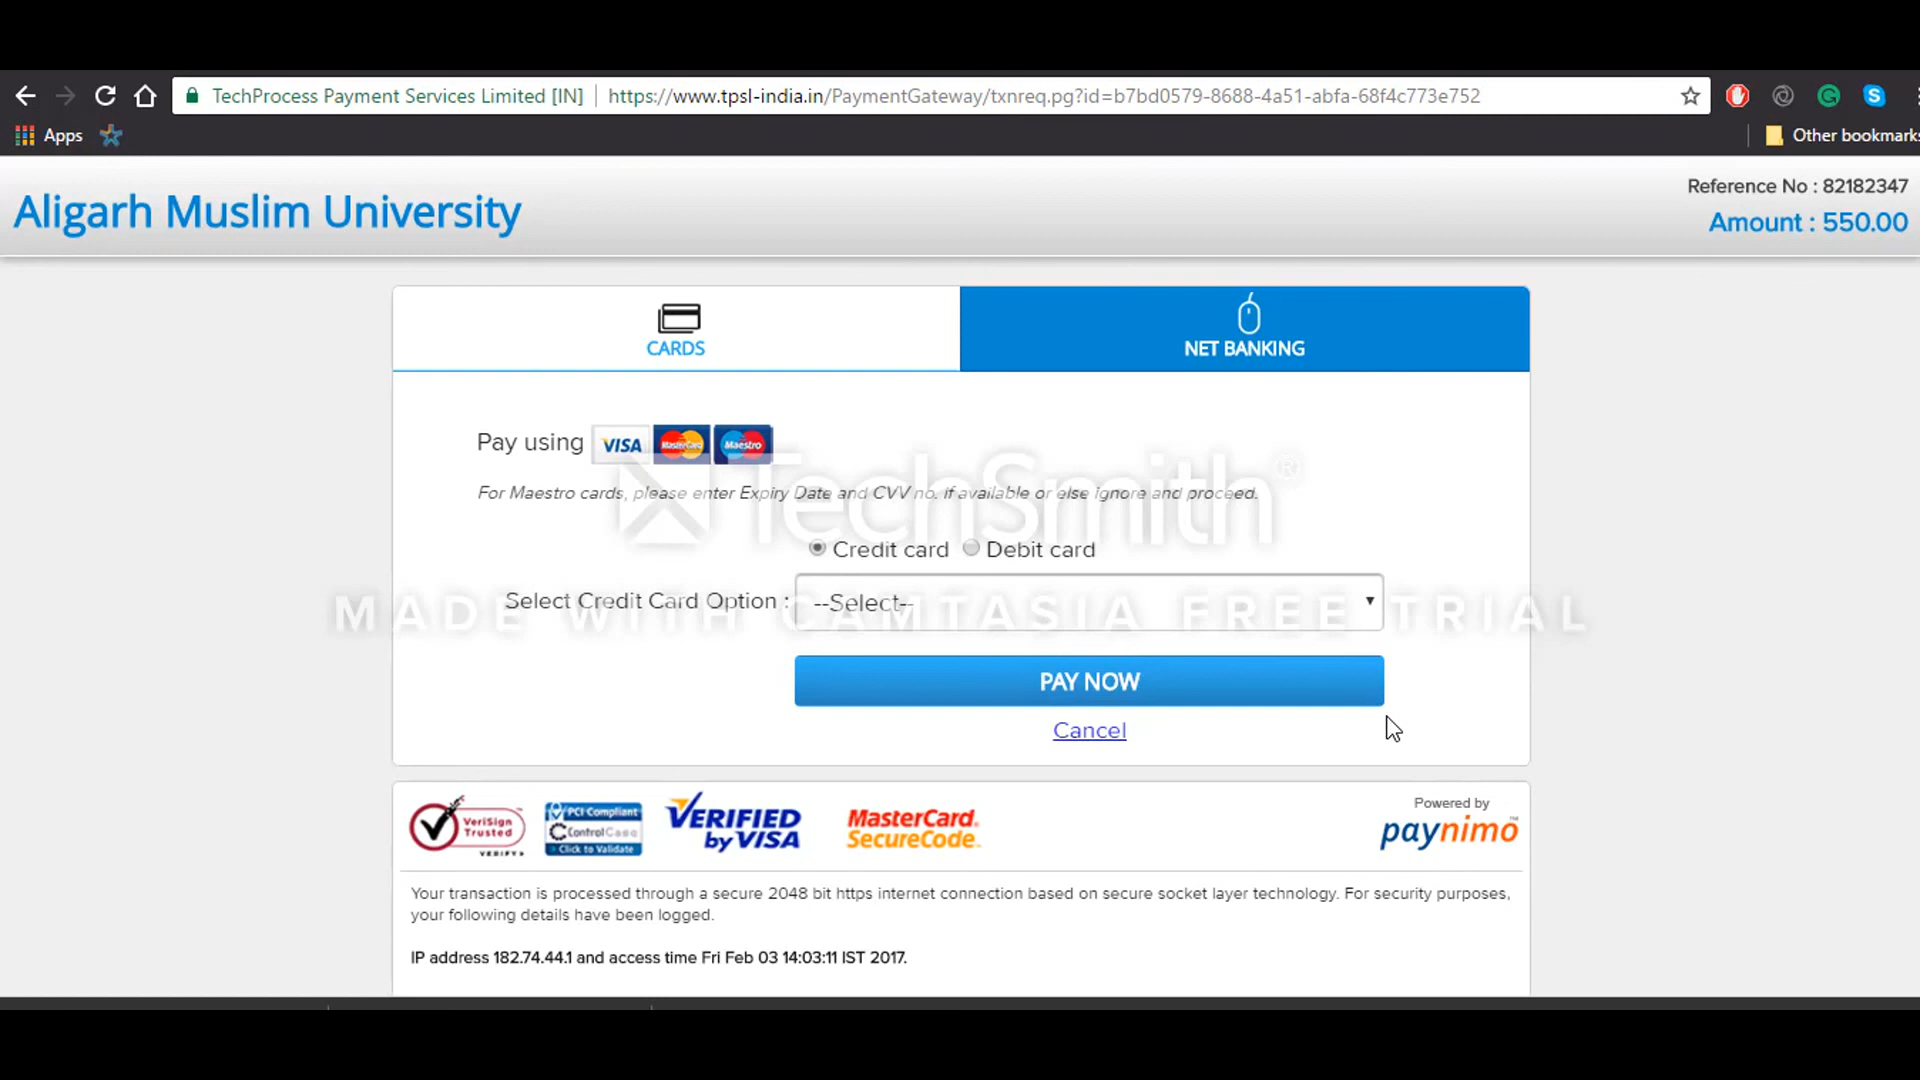 TechProcess Payment Services Limited [IN] https://www.tpsl-india.in/PaymentGateway/txnreq.pg?id=b7bd0579-8688-4a51-abfa-68f4c773e752
Apps
Other bookmarks
Aligarh Muslim University
Reference No : 82182347
Amount : 550.00
CARDS
NET BANKING
Pay using VISA MasterCard Maestro
For Maestro cards, please enter Expiry Date and CVV no. if available or else ignore and proceed.
TechSmith®
Credit card Debit card
Select Credit Card Option : --Select--
MADE WITH CAMTASIA FREE TRIAL
PAY NOW
Cancel
VeriSign
Trusted
VERIFY
PCI Compliant
ControlCase
Click to Validate
VERIFIED
by VISA
MasterCard.
SecureCode™
Powered by
paynimo™
Your transaction is processed through a secure 2048 bit https internet connection based on secure socket layer technology. For security purposes,
your following details have been logged.
IP address 182.74.44.1 and access time Fri Feb 03 14:03:11 IST 2017.